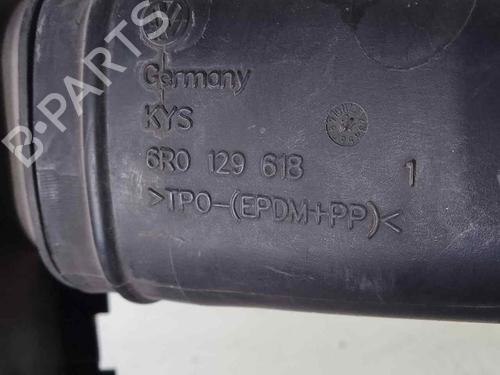 B-PARTS
Germany
KYS
6R0 129 618 1
>TPO-(EPDM+PP)<